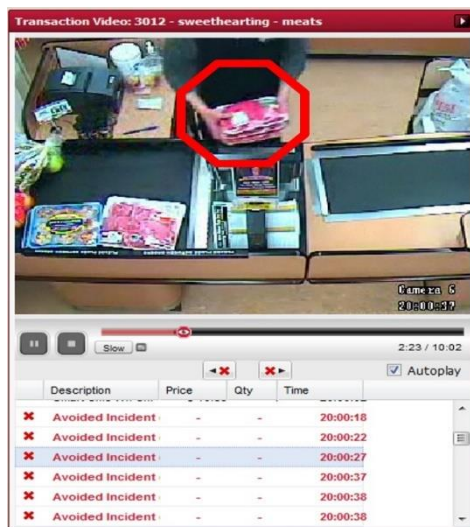 Transaction Video: 3012 - sweethearting - meats
Camera 6
20:00:17
Slow
2:23 / 10:02
Autoplay
Description Price Qty Time
Avoided Incident - - 20:00:18
Avoided Incident - - 20:00:22
Avoided Incident - - 20:00:27
Avoided Incident - - 20:00:37
Avoided Incident - - 20:00:38
Avoided Incident - - 20:00:38